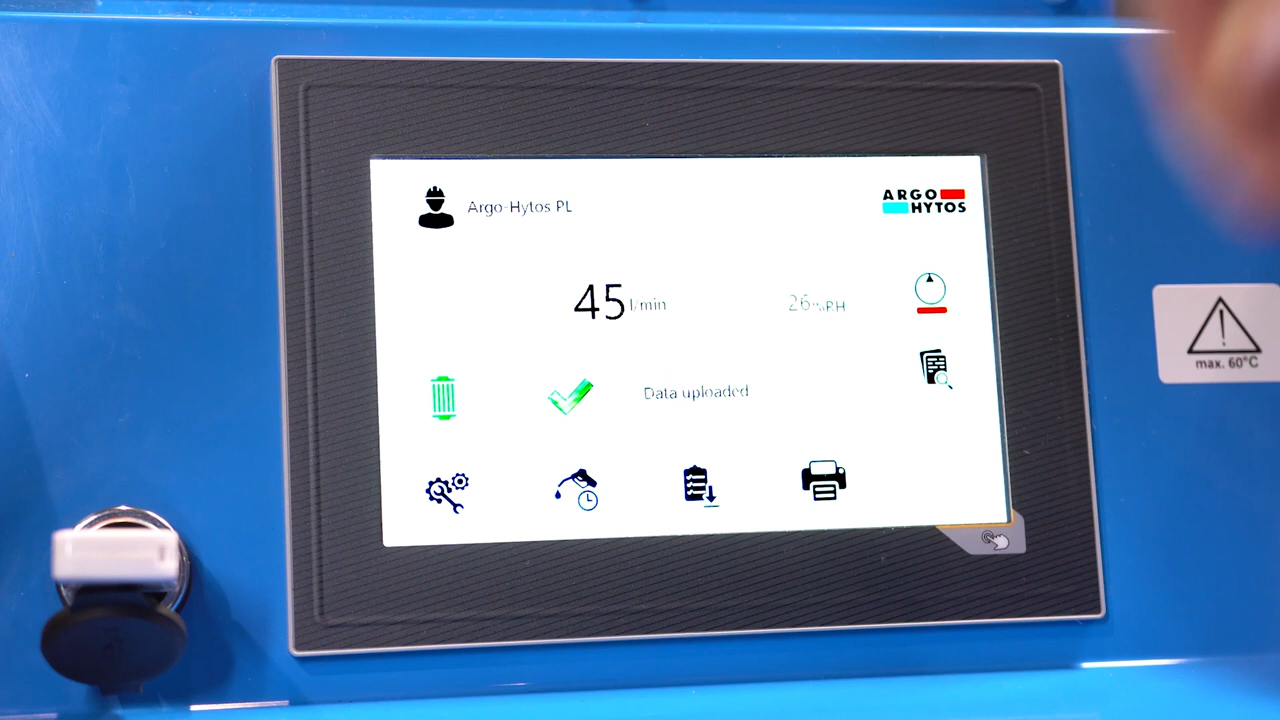 Argo-Hytos PL
ARGO
HYTOS
45 l/min
26 %RH
Data uploaded
max. 60°C